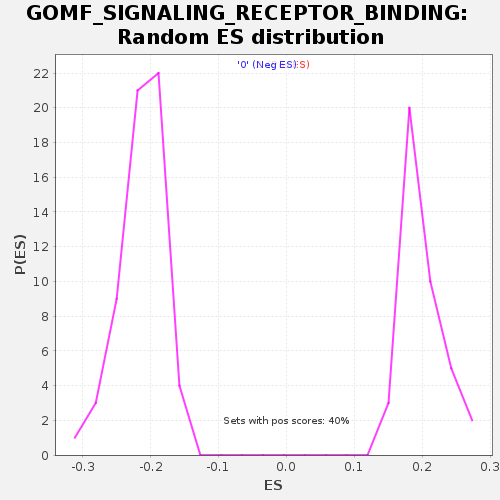 GOMF_SIGNALING_RECEPTOR_BINDING:
Random ES distribution
'0' (Neg ES):S)
22
20
18
16
14
12
10
8
6
4
2
0
P(ES)
Sets with pos scores: 40%
-0.3 -0.2 -0.1 0.0 0.1 0.2 0.3
ES